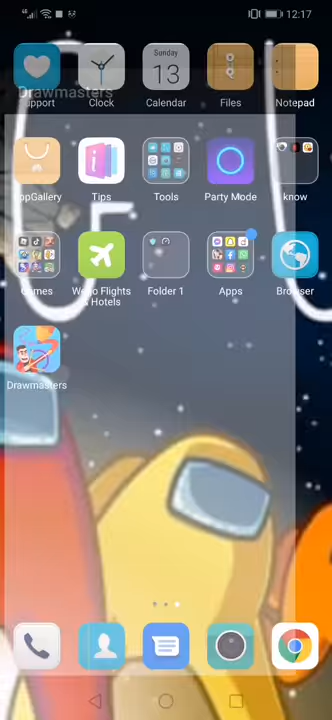 12:17
Drawmasters
Sunday
13
Support
Clock
Calendar
Files
Notepad
AppGallery
Tips
Tools
Party Mode
know
Games
Wego Flights
& Hotels
Folder 1
Apps
Browser
Drawmasters